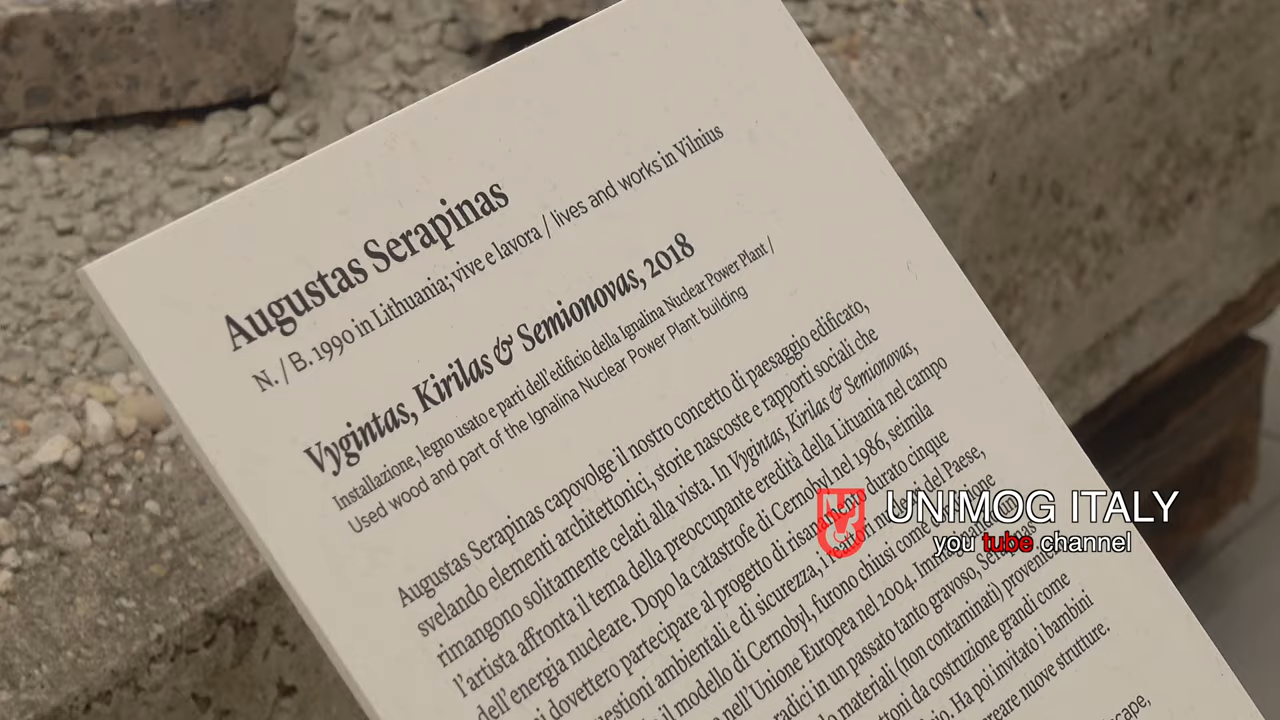 Augustas Serapinas
N. / B. 1990 in Lithuania; vive e lavora / lives and works in Vilnius
Vygintas, Kirilas & Semionovas, 2018
Installazione, legno usato e parti dell'edificio della Ignalina Nuclear Power Plant /
Used wood and part of the Ignalina Nuclear Power Plant building
Augustas Serapinas capovolge il nostro concetto di paesaggio edificato,
svelando elementi architettonici, storie nascoste e rapporti sociali che
rimangono solitamente celati alla vista. In Vygintas, Kirilas & Semionovas,
l'artista affronta il tema della preoccupante eredità della Lituania nel campo
dell'energia nucleare. Dopo la catastrofe di Cernobyl nel 1986, seimila
dovettero partecipare al progetto di durato cinque
ambientali e di sicurezza, i del Paese,
il modello di Cernobyl, furono chiusi come
nell'Unione Europea nel 2004.
radici in un passato tanto gravoso,
materiali (non contaminati)
da costruzione grandi come
Ha poi invitato i bambini
nuove strutture.
UNIMOG ITALY
you tube channel